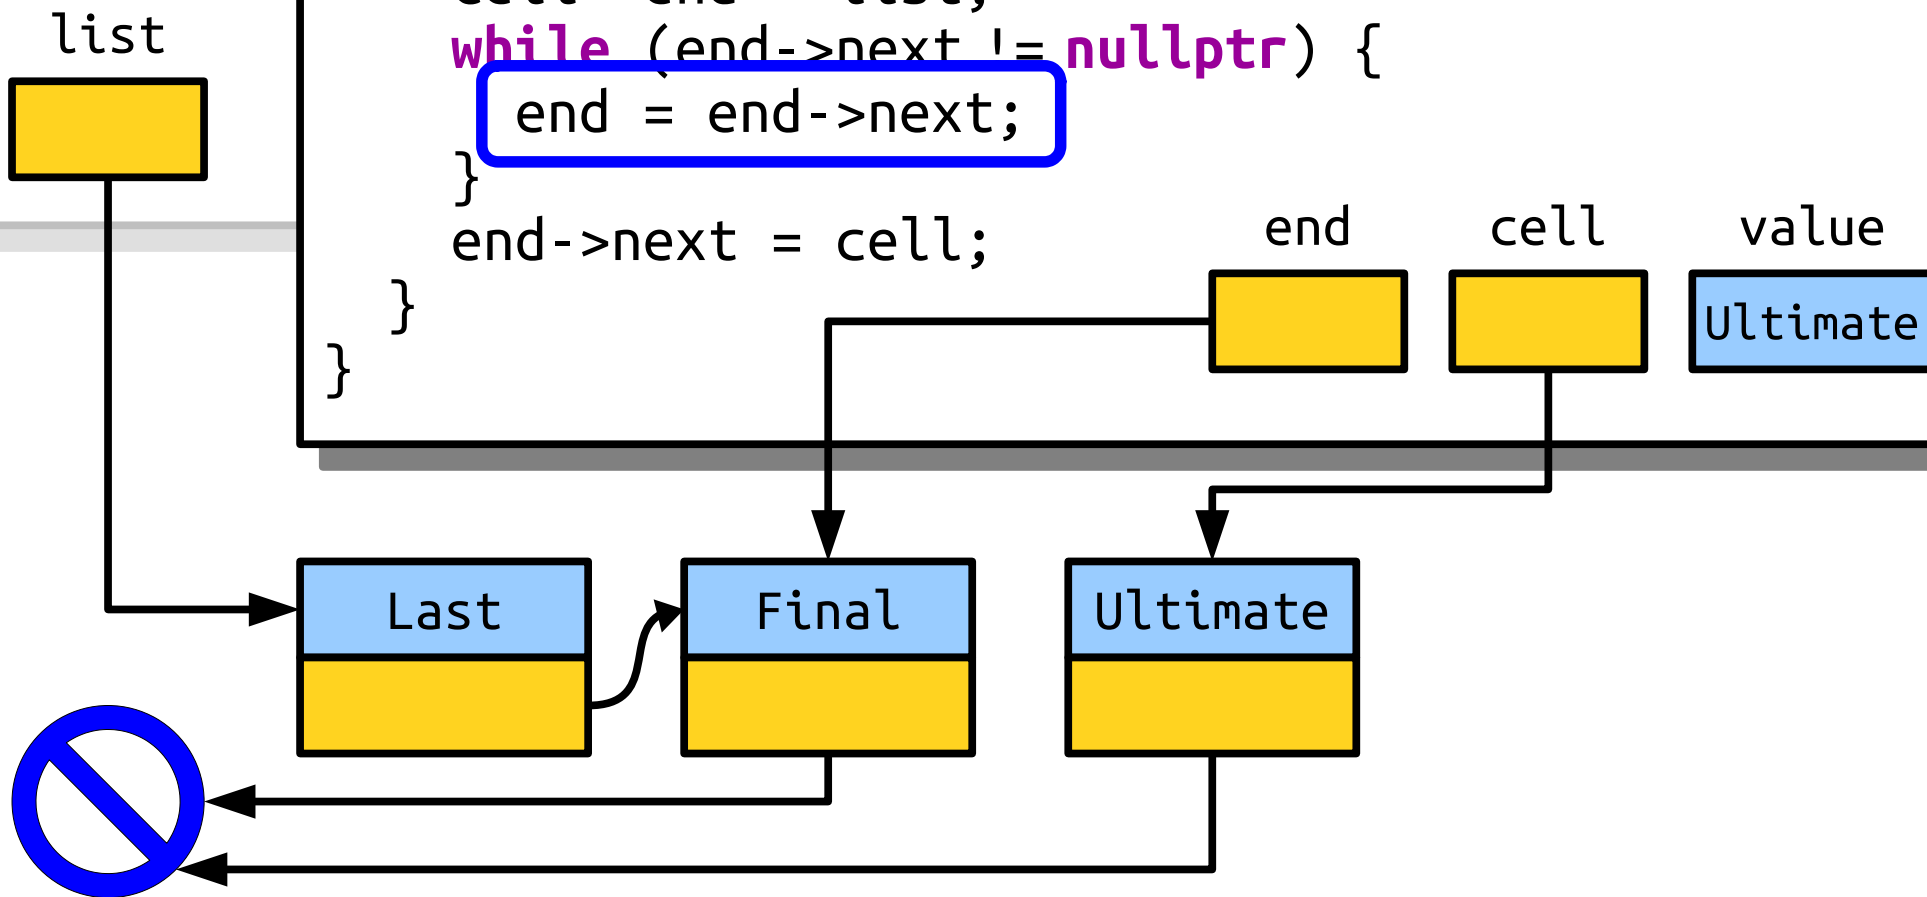 list
while (end->next != nullptr) {
end = end->next;
}
end->next = cell;
}
}
end cell value
Ultimate
Last Final Ultimate